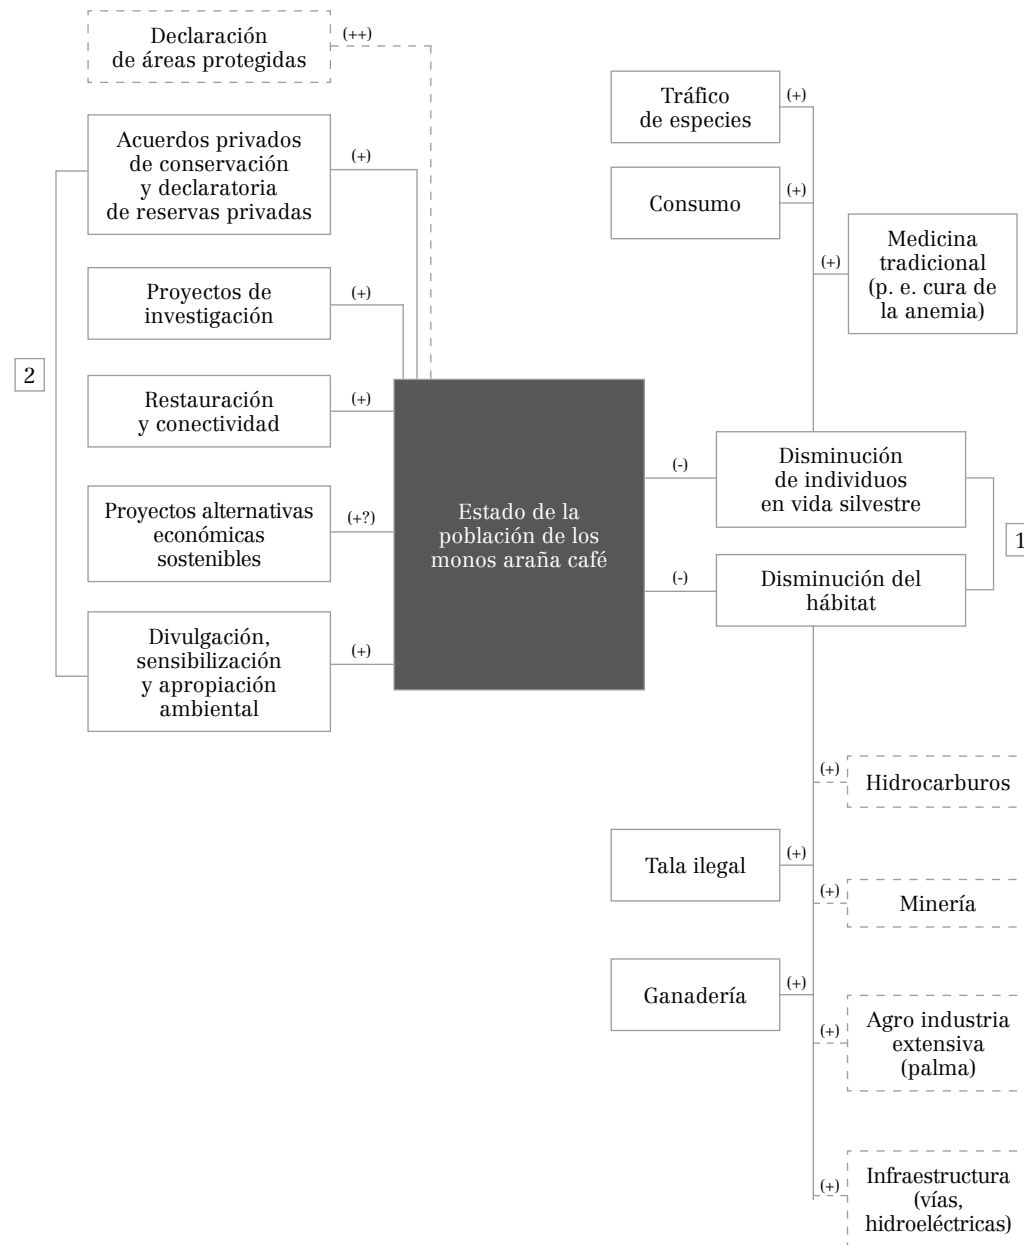 Declaración
de áreas protegidas
(++)
Acuerdos privados
de conservación
y declaratoria
de reservas privadas
(+)
Proyectos de
investigación
(+)
2
Restauración
y conectividad
(+)
Proyectos alternativas
económicas
sostenibles
(+?)
Divulgación,
sensibilización
y apropiación
ambiental
(+)
Estado de la
población de los
monos araña café
Tráfico
de especies
(+)
Consumo
(+)
(+)
Medicina
tradicional
(p. e. cura de
la anemia)
(-)
Disminución
de individuos
en vida silvestre
1
(-)
Disminución del
hábitat
(+)
Hidrocarburos
Tala ilegal
(+)
(+)
Minería
Ganadería
(+)
(+)
Agro industria
extensiva
(palma)
(+)
Infraestructura
(vías,
hidroeléctricas)